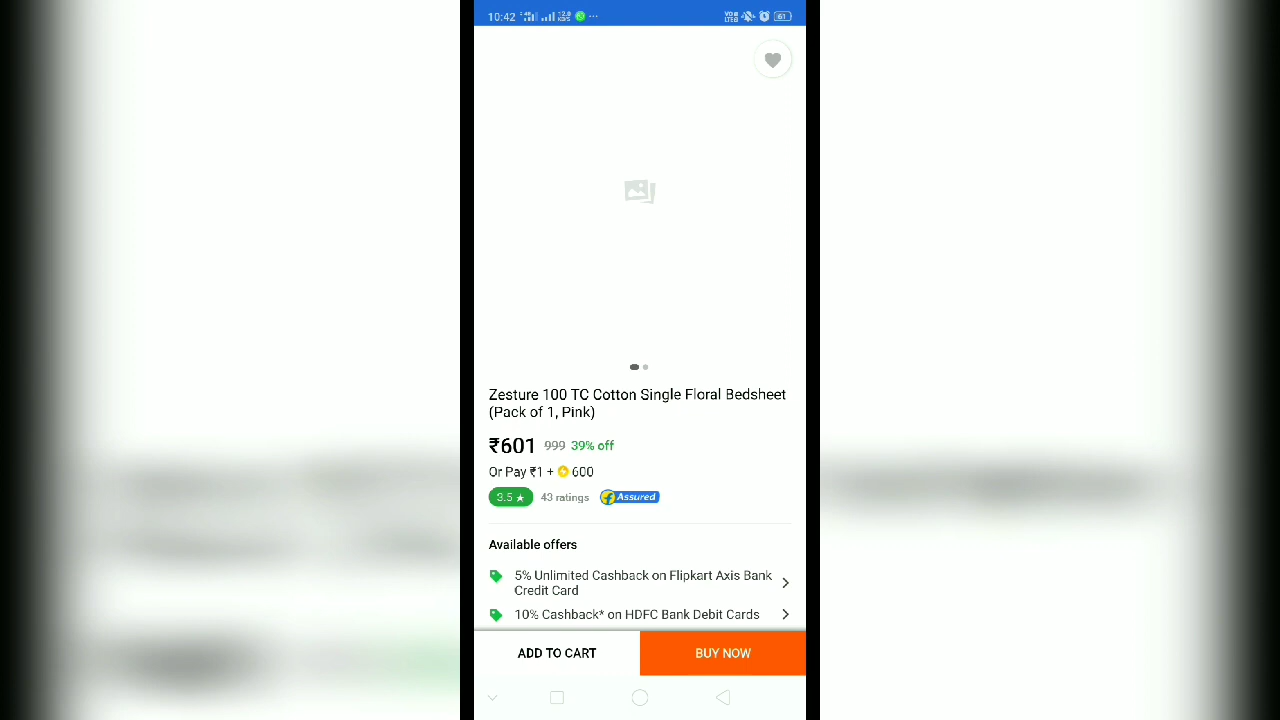 10:42
Zesture 100 TC Cotton Single Floral Bedsheet
(Pack of 1, Pink)
₹601 999 39% off
Or Pay ₹1 + 600
3.5 ★ 43 ratings Assured
Available offers
5% Unlimited Cashback on Flipkart Axis Bank
Credit Card
10% Cashback* on HDFC Bank Debit Cards
ADD TO CART BUY NOW